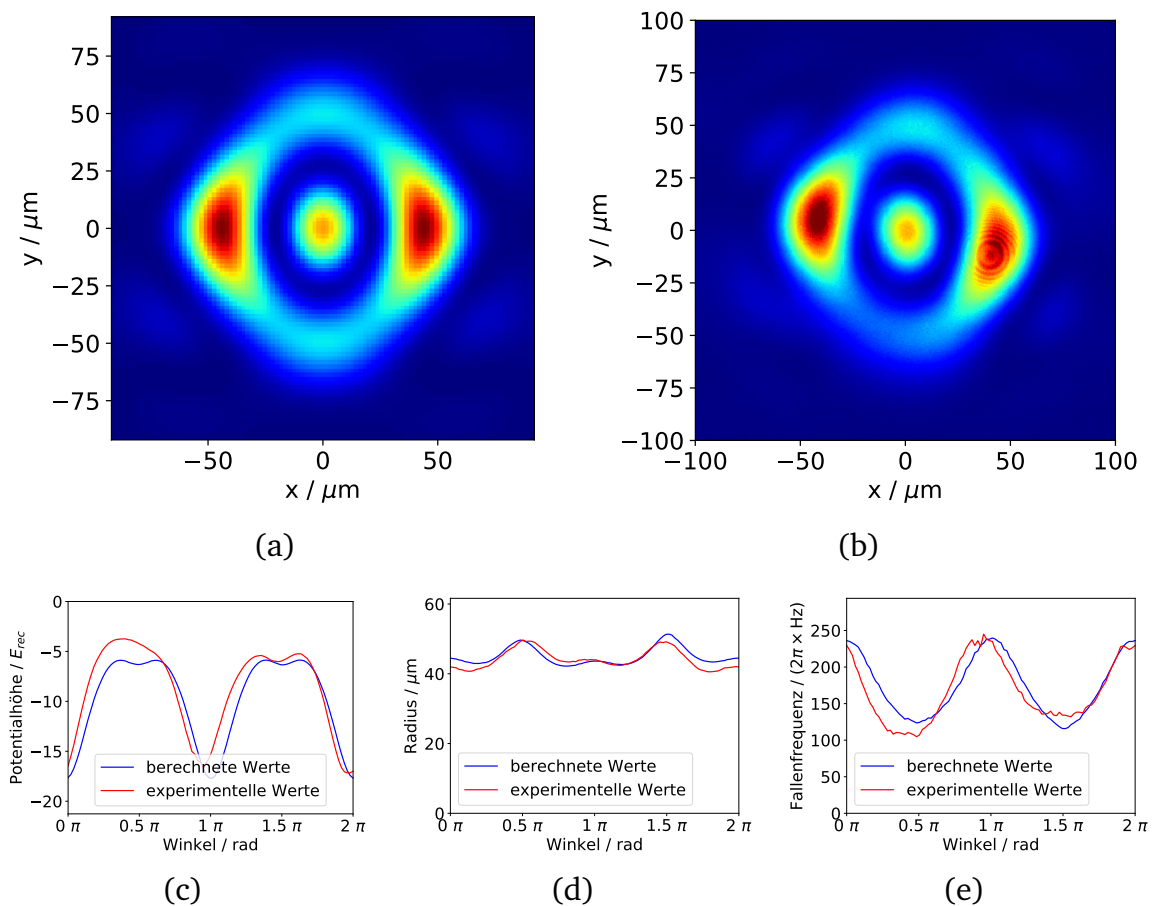 75
50
25
0
−25
−50
−75
y / μm
−50 0 50
x / μm
(a)
100
75
50
25
0
−25
−50
−75
−100
y / μm
−100 −50 0 50 100
x / μm
(b)
0
−5
−10
−15
−20
Potentialhöhe / E_rec
berechnete Werte
experimentelle Werte
0 π 0.5 π 1 π 1.5 π 2 π
Winkel / rad
(c)
60
40
20
0
Radius / μm
berechnete Werte
experimentelle Werte
0 π 0.5 π 1 π 1.5 π 2 π
Winkel / rad
(d)
250
200
150
100
50
0
Fallenfrequenz / (2π × Hz)
berechnete Werte
experimentelle Werte
0 π 0.5 π 1 π 1.5 π 2 π
Winkel / rad
(e)